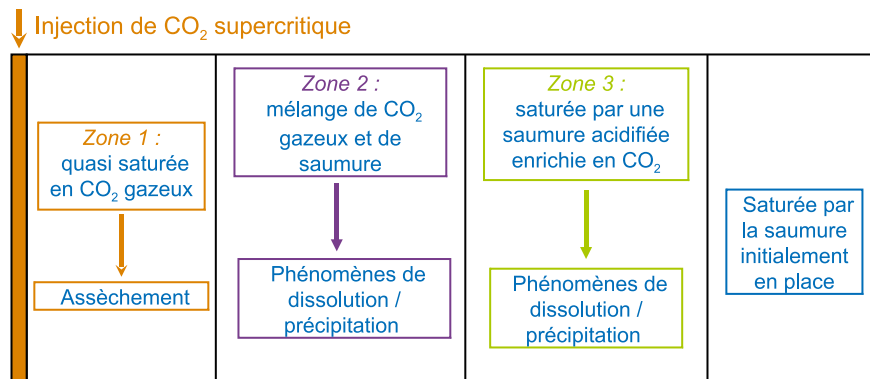 Injection de CO₂ supercritique
Zone 1 :
quasi saturée
en CO₂ gazeux
Assèchement
Zone 2 :
mélange de CO₂
gazeux et de
saumure
Phénomènes de
dissolution /
précipitation
Zone 3 :
saturée par une
saumure acidifiée
enrichie en CO₂
Phénomènes de
dissolution /
précipitation
Saturée par
la saumure
initialement
en place